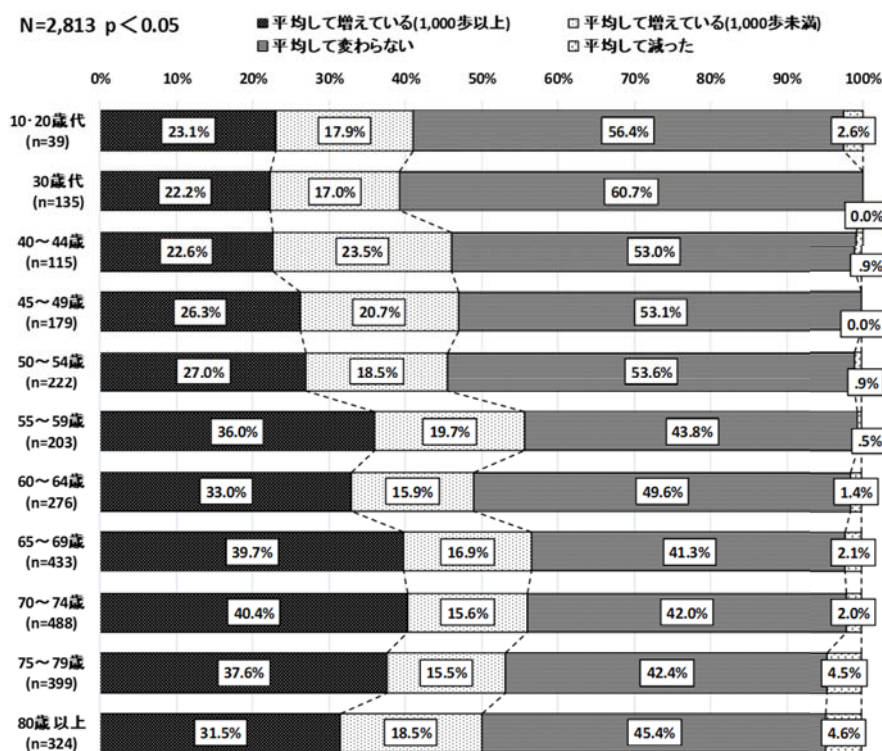 N=2,813 p＜0.05
■平均して増えている(1,000歩以上)
平均して増えている(1,000歩未満)
■平均して変わらない
平均して減った
0% 10% 20% 30% 40% 50% 60% 70% 80% 90% 100%
10･20歳代
(n=39)
23.1% 17.9% 56.4% 2.6%
30歳代
(n=135)
22.2% 17.0% 60.7% 0.0%
40～44歳
(n=115)
22.6% 23.5% 53.0% .9%
45～49歳
(n=179)
26.3% 20.7% 53.1% 0.0%
50～54歳
(n=222)
27.0% 18.5% 53.6% .9%
55～59歳
(n=203)
36.0% 19.7% 43.8% .5%
60～64歳
(n=276)
33.0% 15.9% 49.6% 1.4%
65～69歳
(n=433)
39.7% 16.9% 41.3% 2.1%
70～74歳
(n=488)
40.4% 15.6% 42.0% 2.0%
75～79歳
(n=399)
37.6% 15.5% 42.4% 4.5%
80歳以上
(n=324)
31.5% 18.5% 45.4% 4.6%